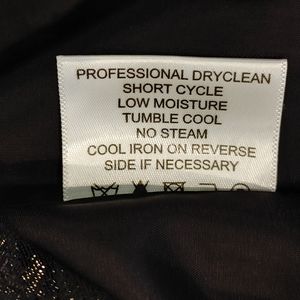 PROFESSIONAL DRYCLEAN
SHORT CYCLE
LOW MOISTURE
TUMBLE COOL
NO STEAM
COOL IRON ON REVERSE
SIDE IF NECESSARY